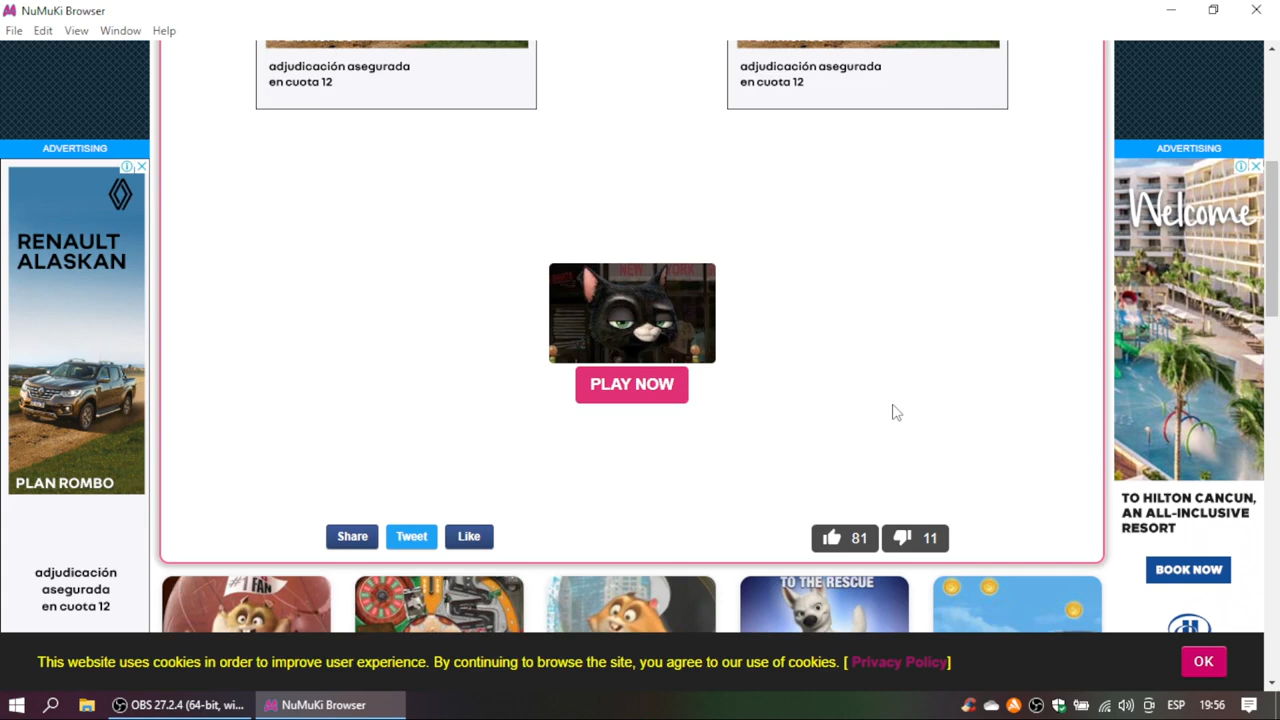 NuMuKi Browser
File Edit View Window Help
adjudicación asegurada
en cuota 12
adjudicación asegurada
en cuota 12
ADVERTISING
RENAULT
ALASKAN
PLAN ROMBO
adjudicación
asegurada
en cuota 12
NEW YORK
PLAY NOW
Share Tweet Like
81 11
ADVERTISING
Welcome
TO HILTON CANCUN,
AN ALL-INCLUSIVE
RESORT
BOOK NOW
#1 FAN
TO THE RESCUE
This website uses cookies in order to improve user experience. By continuing to browse the site, you agree to our use of cookies. [ Privacy Policy]
OK
OBS 27.2.4 (64-bit, wi...
NuMuKi Browser
ESP
19:56